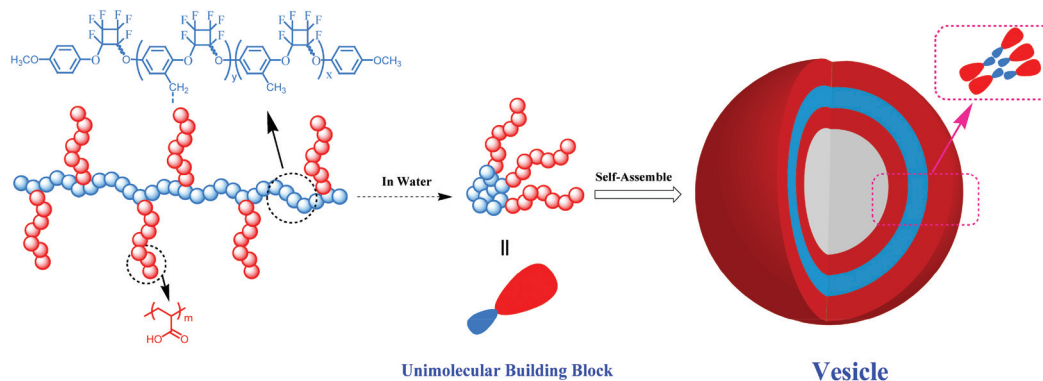 F F F F F F
F F F F F F
F F F F F F
H₃CO O O O O O O OCH₃
y x
CH₂ CH₃
In Water
Self-Assemble
=
m
HO O
Unimolecular Building Block
Vesicle